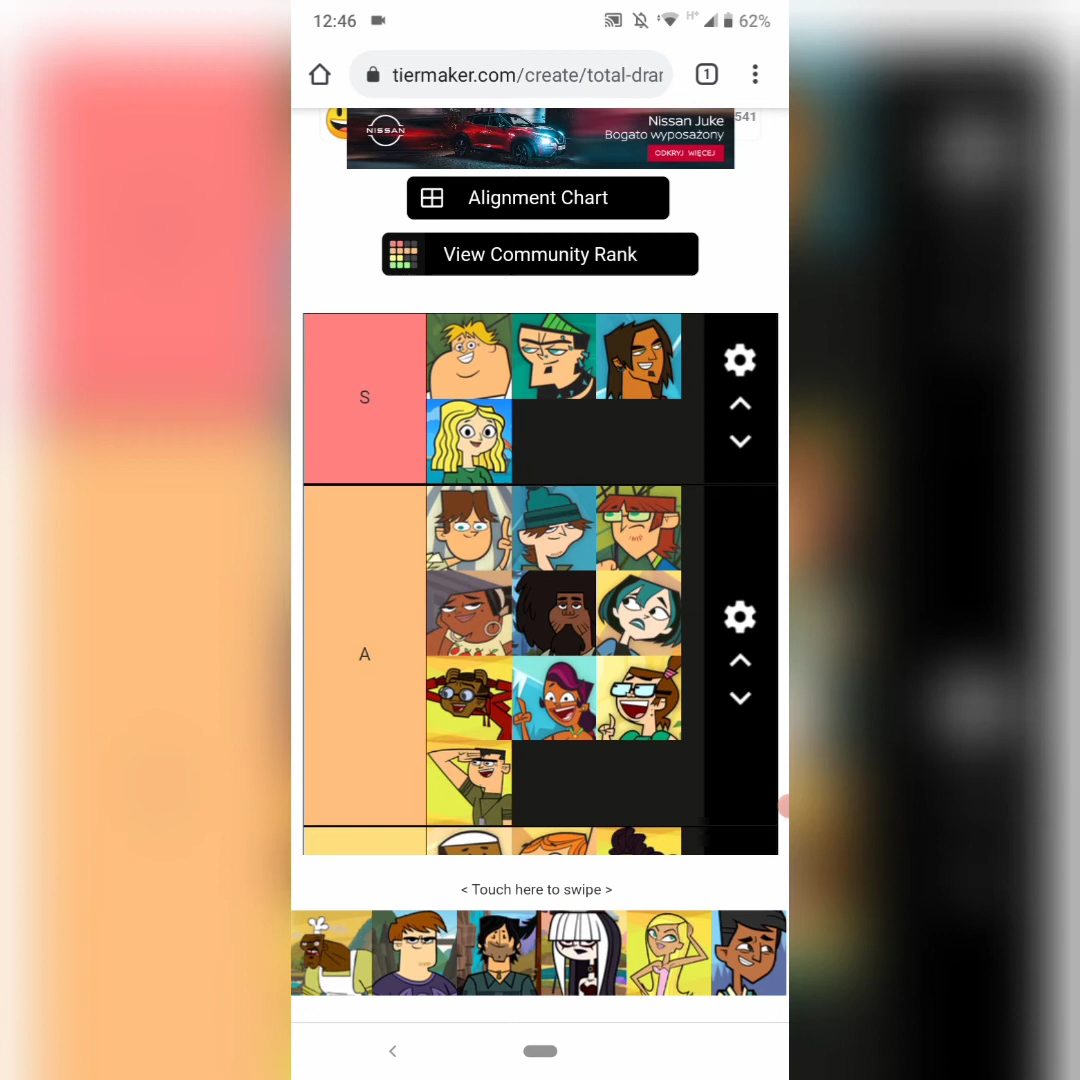 12:46
H+
62%
tiermaker.com/create/total-drar
1
541
NISSAN
Nissan Juke
Bogato wyposażony
ODKRYJ WIĘCEJ
Alignment Chart
View Community Rank
S
A
< Touch here to swipe >